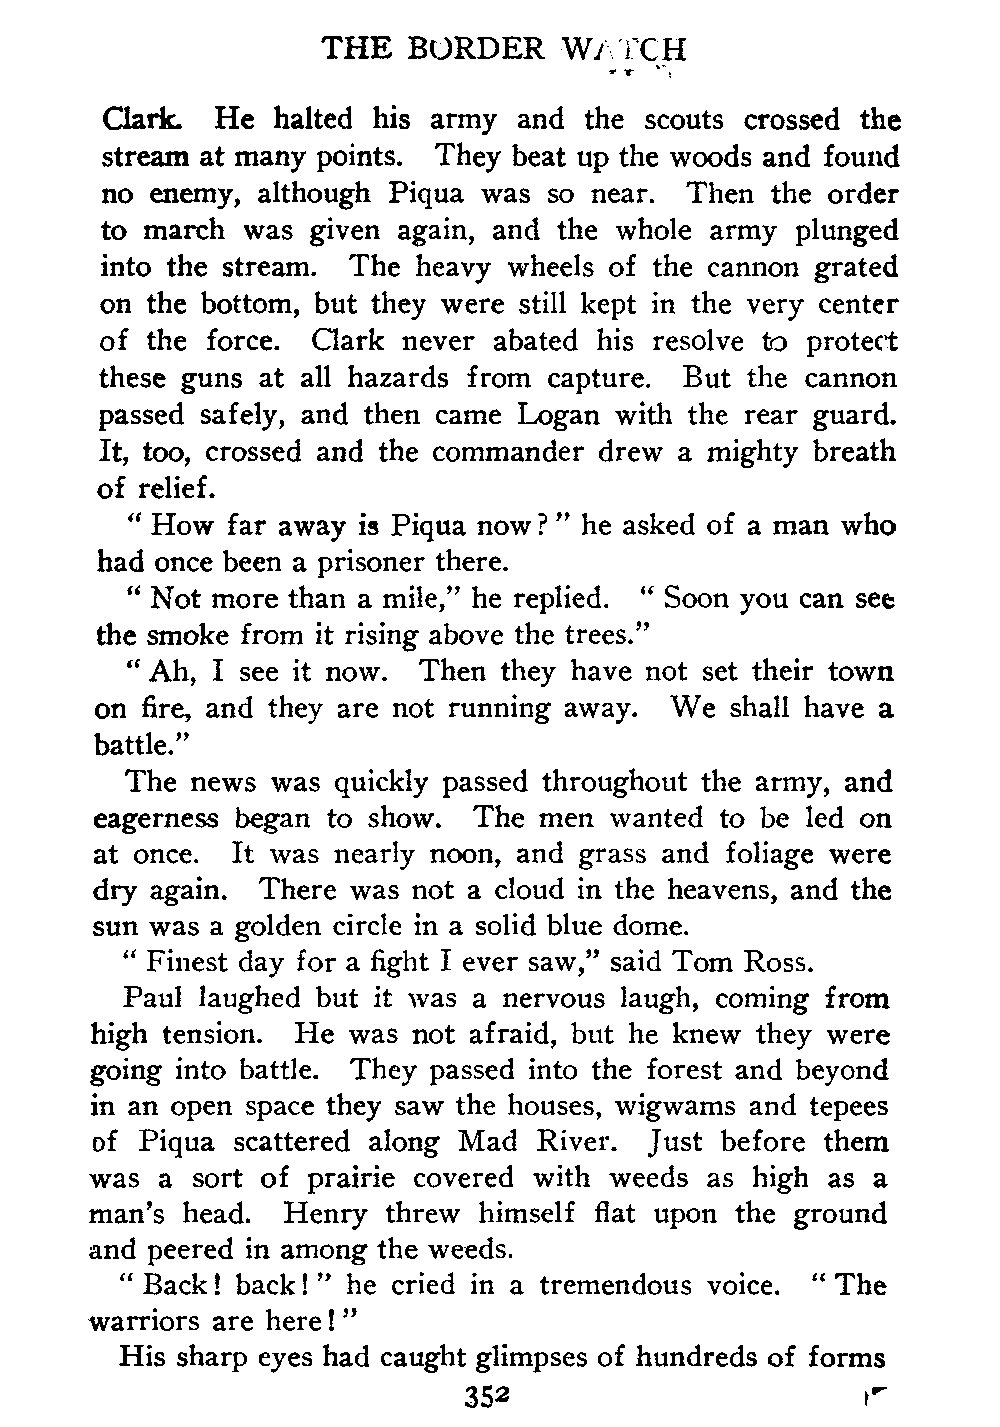 THE BORDER WATCH
Clark. He halted his army and the scouts crossed the
stream at many points. They beat up the woods and found
no enemy, although Piqua was so near. Then the order
to march was given again, and the whole army plunged
into the stream. The heavy wheels of the cannon grated
on the bottom, but they were still kept in the very center
of the force. Clark never abated his resolve to protect
these guns at all hazards from capture. But the cannon
passed safely, and then came Logan with the rear guard.
It, too, crossed and the commander drew a mighty breath
of relief.
“ How far away is Piqua now? ” he asked of a man who
had once been a prisoner there.
“ Not more than a mile,” he replied. “ Soon you can see
the smoke from it rising above the trees.”
“ Ah, I see it now. Then they have not set their town
on fire, and they are not running away. We shall have a
battle.”
The news was quickly passed throughout the army, and
eagerness began to show. The men wanted to be led on
at once. It was nearly noon, and grass and foliage were
dry again. There was not a cloud in the heavens, and the
sun was a golden circle in a solid blue dome.
“ Finest day for a fight I ever saw,” said Tom Ross.
Paul laughed but it was a nervous laugh, coming from
high tension. He was not afraid, but he knew they were
going into battle. They passed into the forest and beyond
in an open space they saw the houses, wigwams and tepees
of Piqua scattered along Mad River. Just before them
was a sort of prairie covered with weeds as high as a
man’s head. Henry threw himself flat upon the ground
and peered in among the weeds.
“ Back! back! ” he cried in a tremendous voice. “ The
warriors are here! ”
His sharp eyes had caught glimpses of hundreds of forms
352